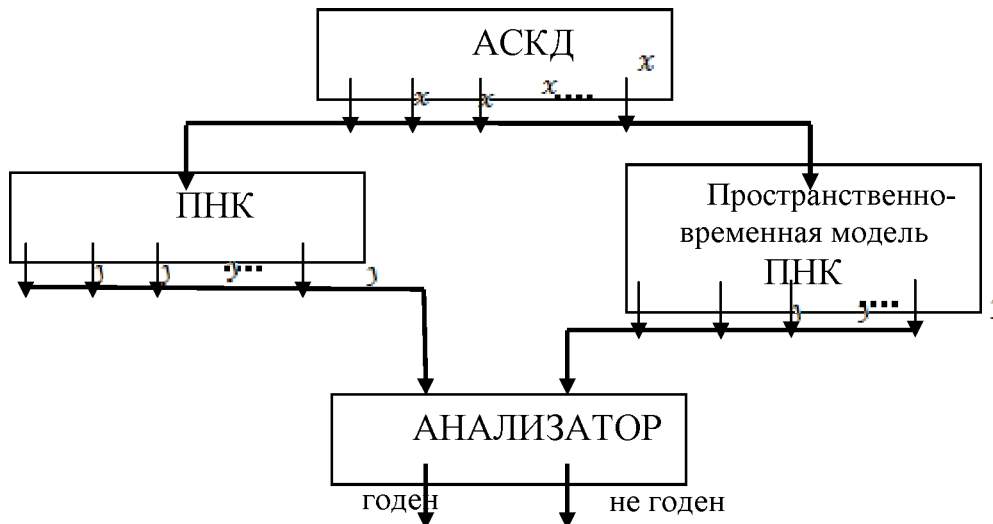 АСКД
x
x x x ....
ПНК
y y y .... y
Пространственно-
временная модель
ПНК
y y ....
АНАЛИЗАТОР
годен не годен